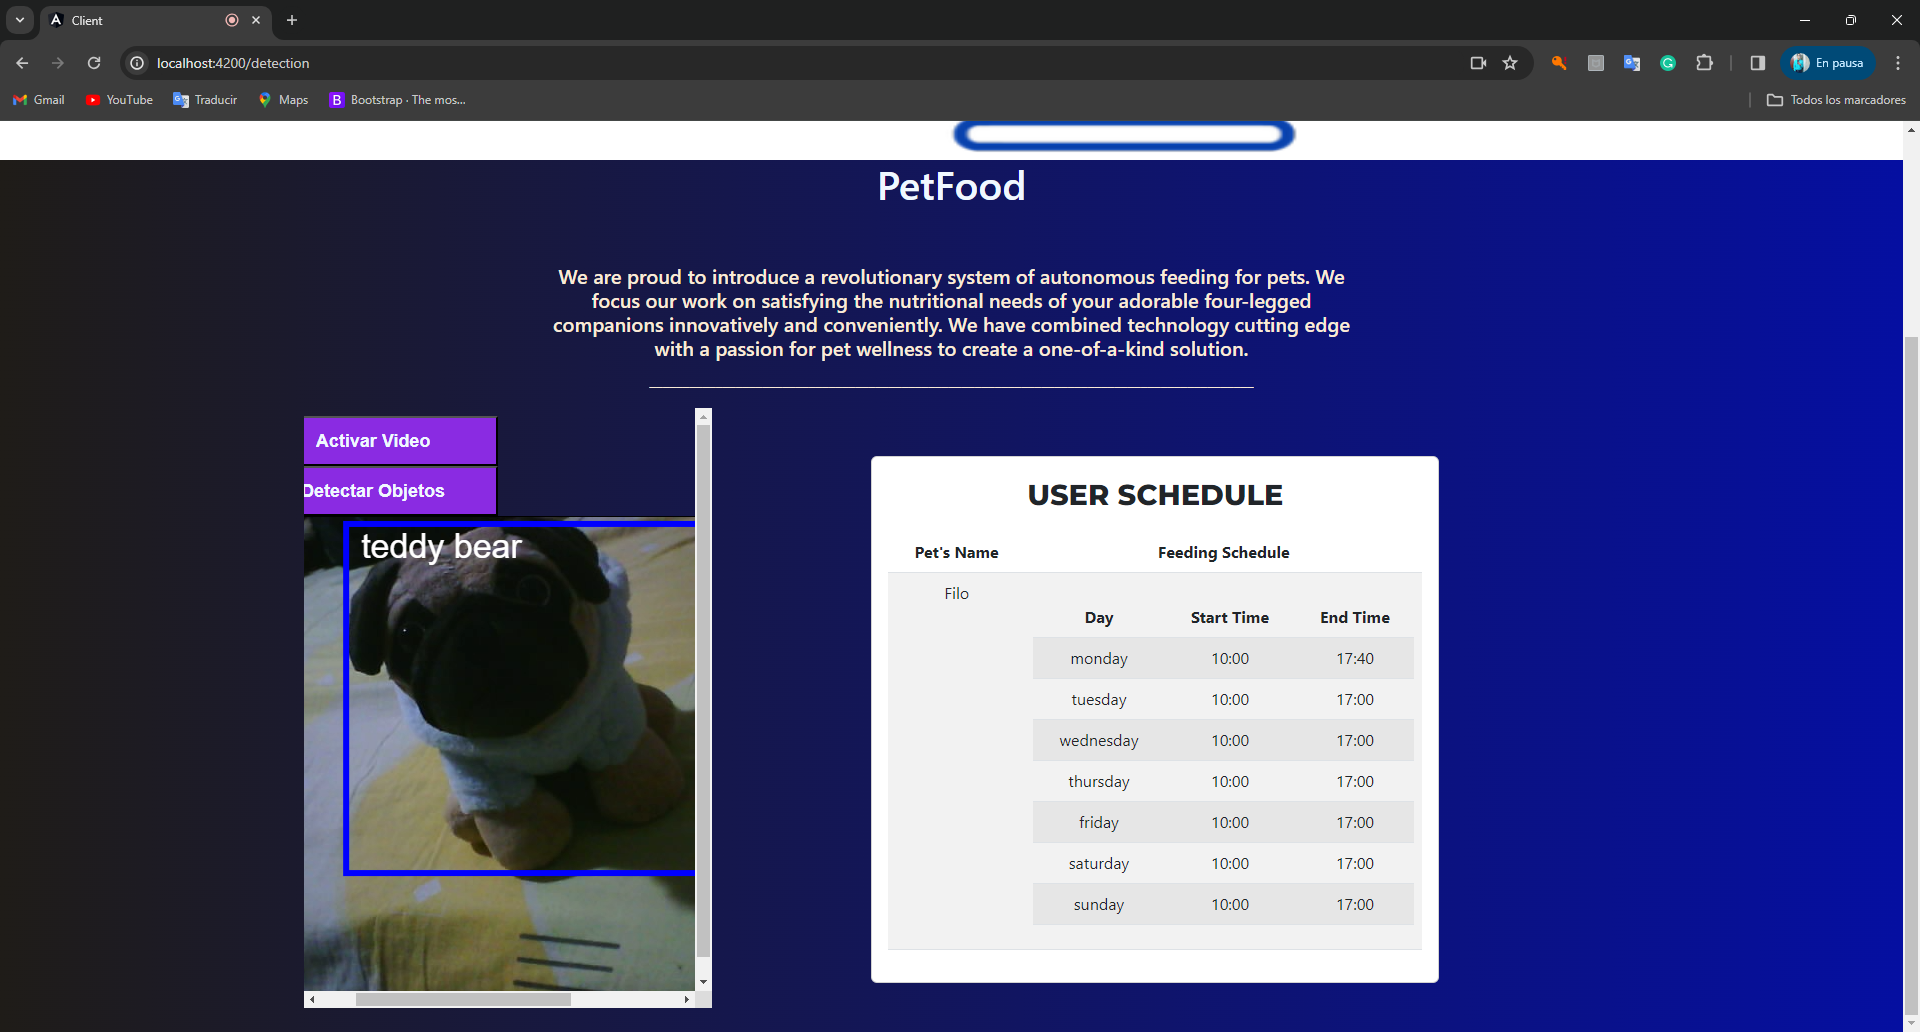 Client
localhost:4200/detection
En pausa
Gmail
YouTube
Traducir
Maps
B Bootstrap · The mos...
Todos los marcadores
PetFood
We are proud to introduce a revolutionary system of autonomous feeding for pets. We
focus our work on satisfying the nutritional needs of your adorable four-legged
companions innovatively and conveniently. We have combined technology cutting edge
with a passion for pet wellness to create a one-of-a-kind solution.
Activar Video
Detectar Objetos
teddy bear
USER SCHEDULE
Pet's Name Feeding Schedule
Filo
Day Start Time End Time
monday 10:00 17:40
tuesday 10:00 17:00
wednesday 10:00 17:00
thursday 10:00 17:00
friday 10:00 17:00
saturday 10:00 17:00
sunday 10:00 17:00